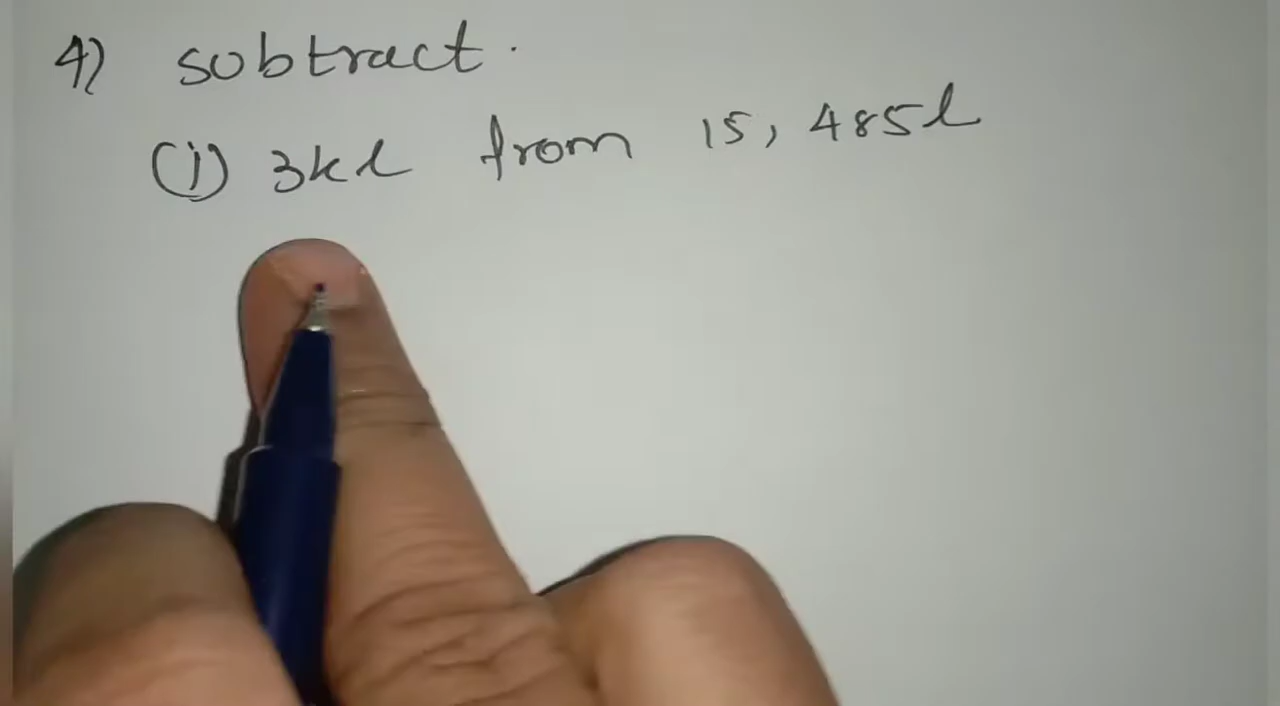 4) subtract.
(i) 3kl from 15, 485l